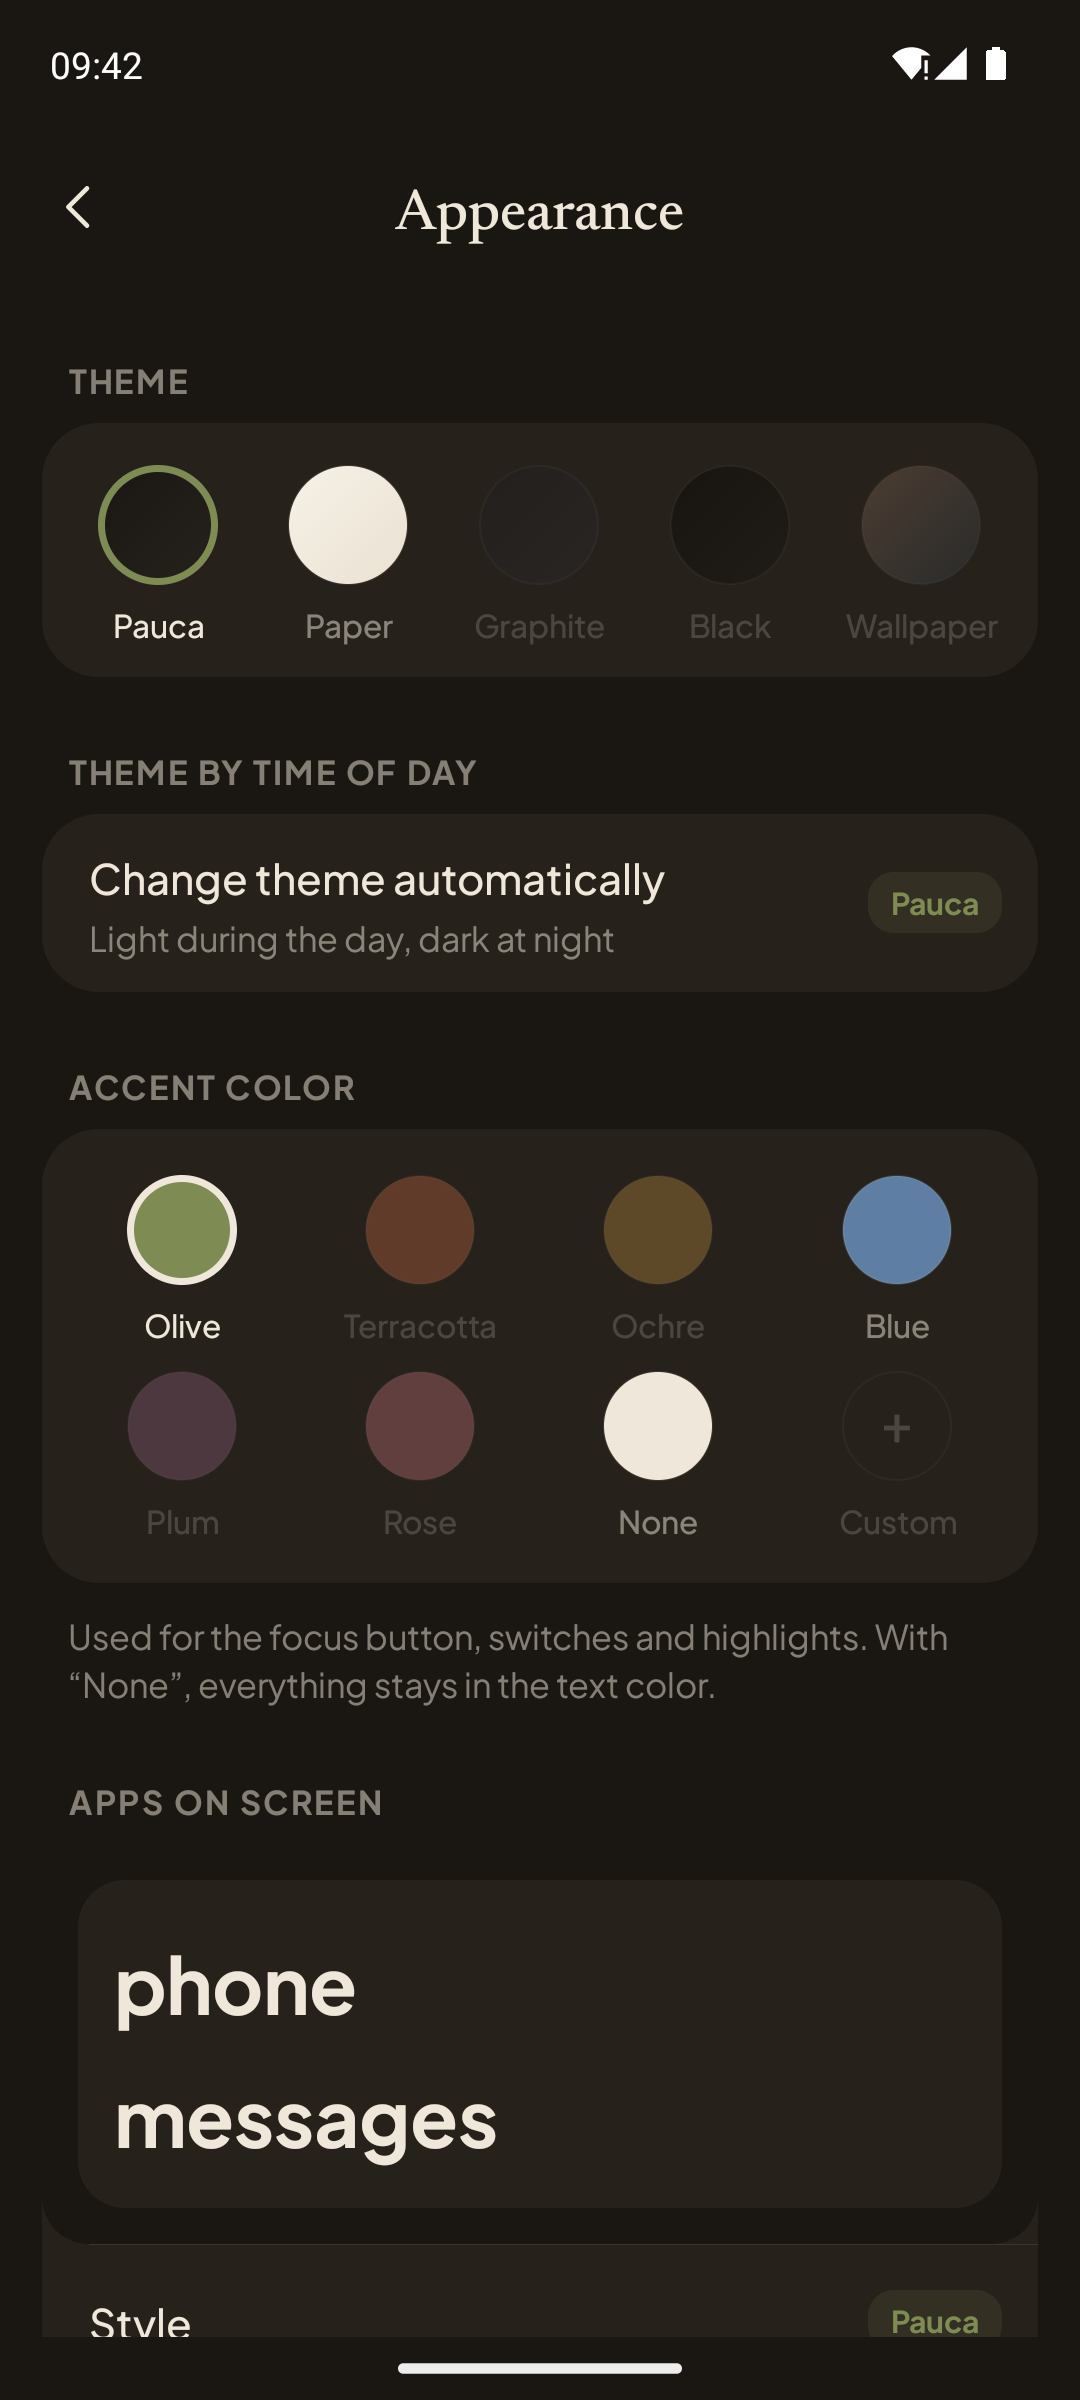 09:42
Appearance
THEME
Pauca
Paper
Graphite
Black
Wallpaper
THEME BY TIME OF DAY
Change theme automatically
Light during the day, dark at night
Pauca
ACCENT COLOR
Olive
Terracotta
Ochre
Blue
+
Plum
Rose
None
Custom
Used for the focus button, switches and highlights. With
“None”, everything stays in the text color.
APPS ON SCREEN
phone
messages
Style
Pauca